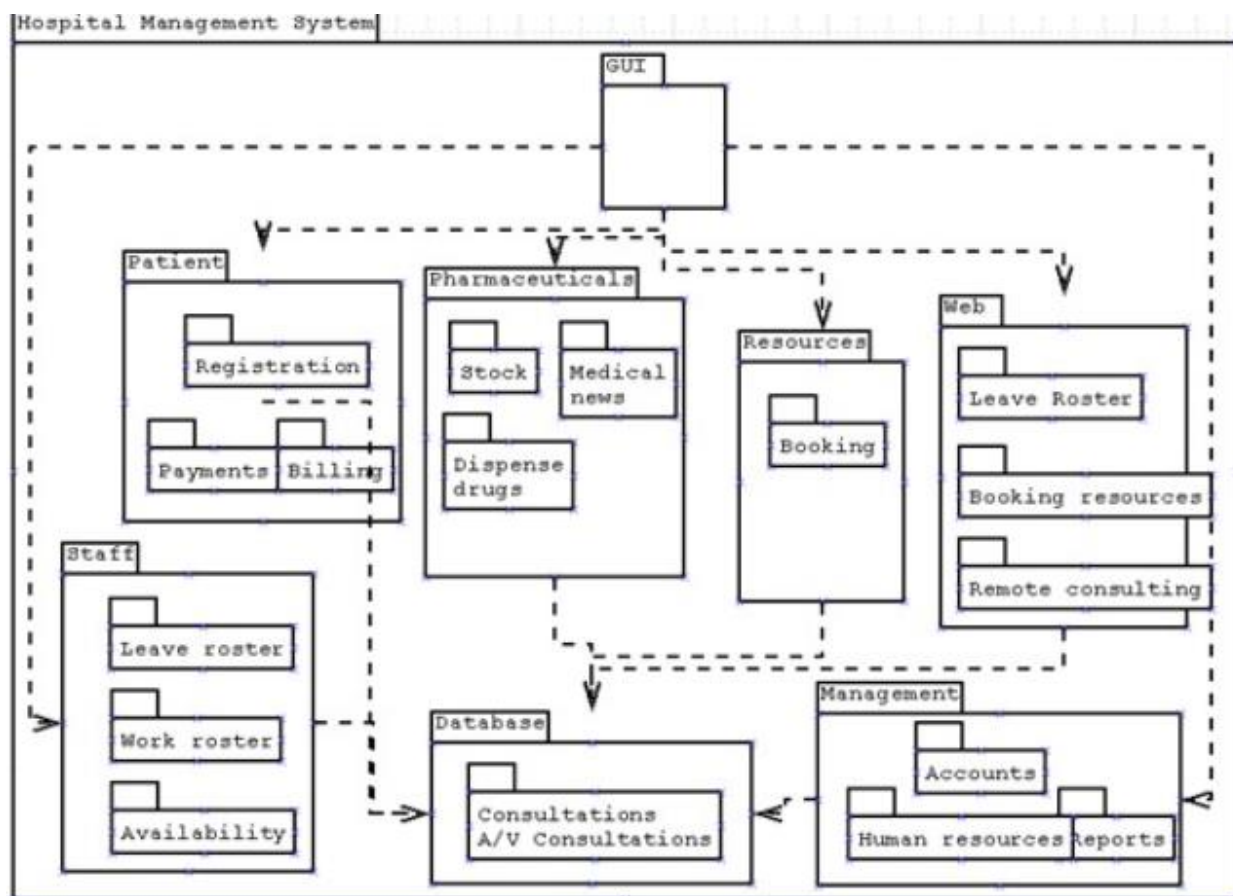 Hospital Management System
GUI
Patient
Registration
Payments
Billing
Pharmaceuticals
Stock
Medical
news
Dispense
drugs
Resources
Booking
Web
Leave Roster
Booking resources
Remote consulting
Staff
Leave roster
Work roster
Availability
Database
Consultations
A/V Consultations
Management
Accounts
Human resources
Reports